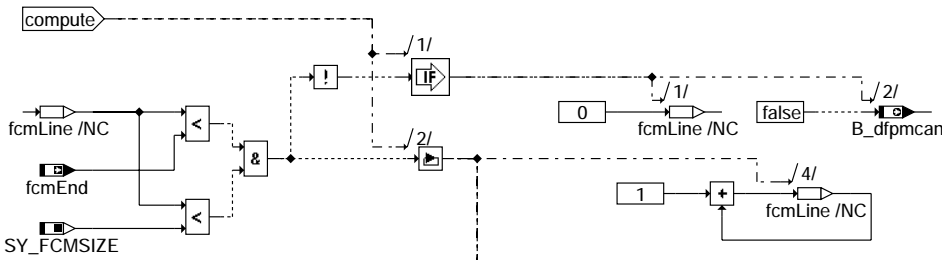 compute
/1/
!
IF
/1/
/2/
0
false
fcmLine /NC
<
fcmLine /NC
B_dfpmcan
/2/
&
fcmEnd
/4/
1
+
<
fcmLine /NC
SY_FCMSIZE